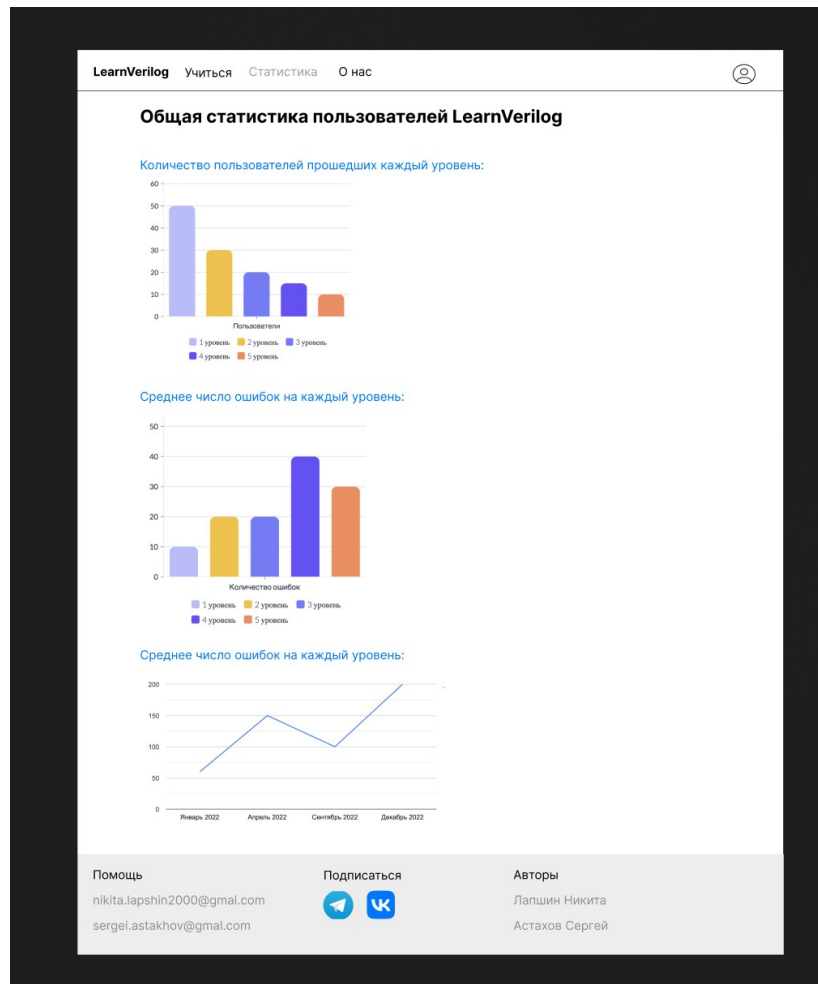 LearnVerilog Учиться Статистика О нас
Общая статистика пользователей LearnVerilog
Количество пользователей прошедших каждый уровень:
60
50
40
30
20
10
0
Пользователи
1 уровень 2 уровень 3 уровень
4 уровень 5 уровень
Среднее число ошибок на каждый уровень:
50
40
30
20
10
0
Количество ошибок
1 уровень 2 уровень 3 уровень
4 уровень 5 уровень
Среднее число ошибок на каждый уровень:
200
150
100
50
0
Январь 2022 Апрель 2022 Сентябрь 2022 Декабрь 2022
Помощь Подписаться Авторы
nikita.lapshin2000@gmal.com Лапшин Никита
sergei.astakhov@gmal.com Астахов Сергей